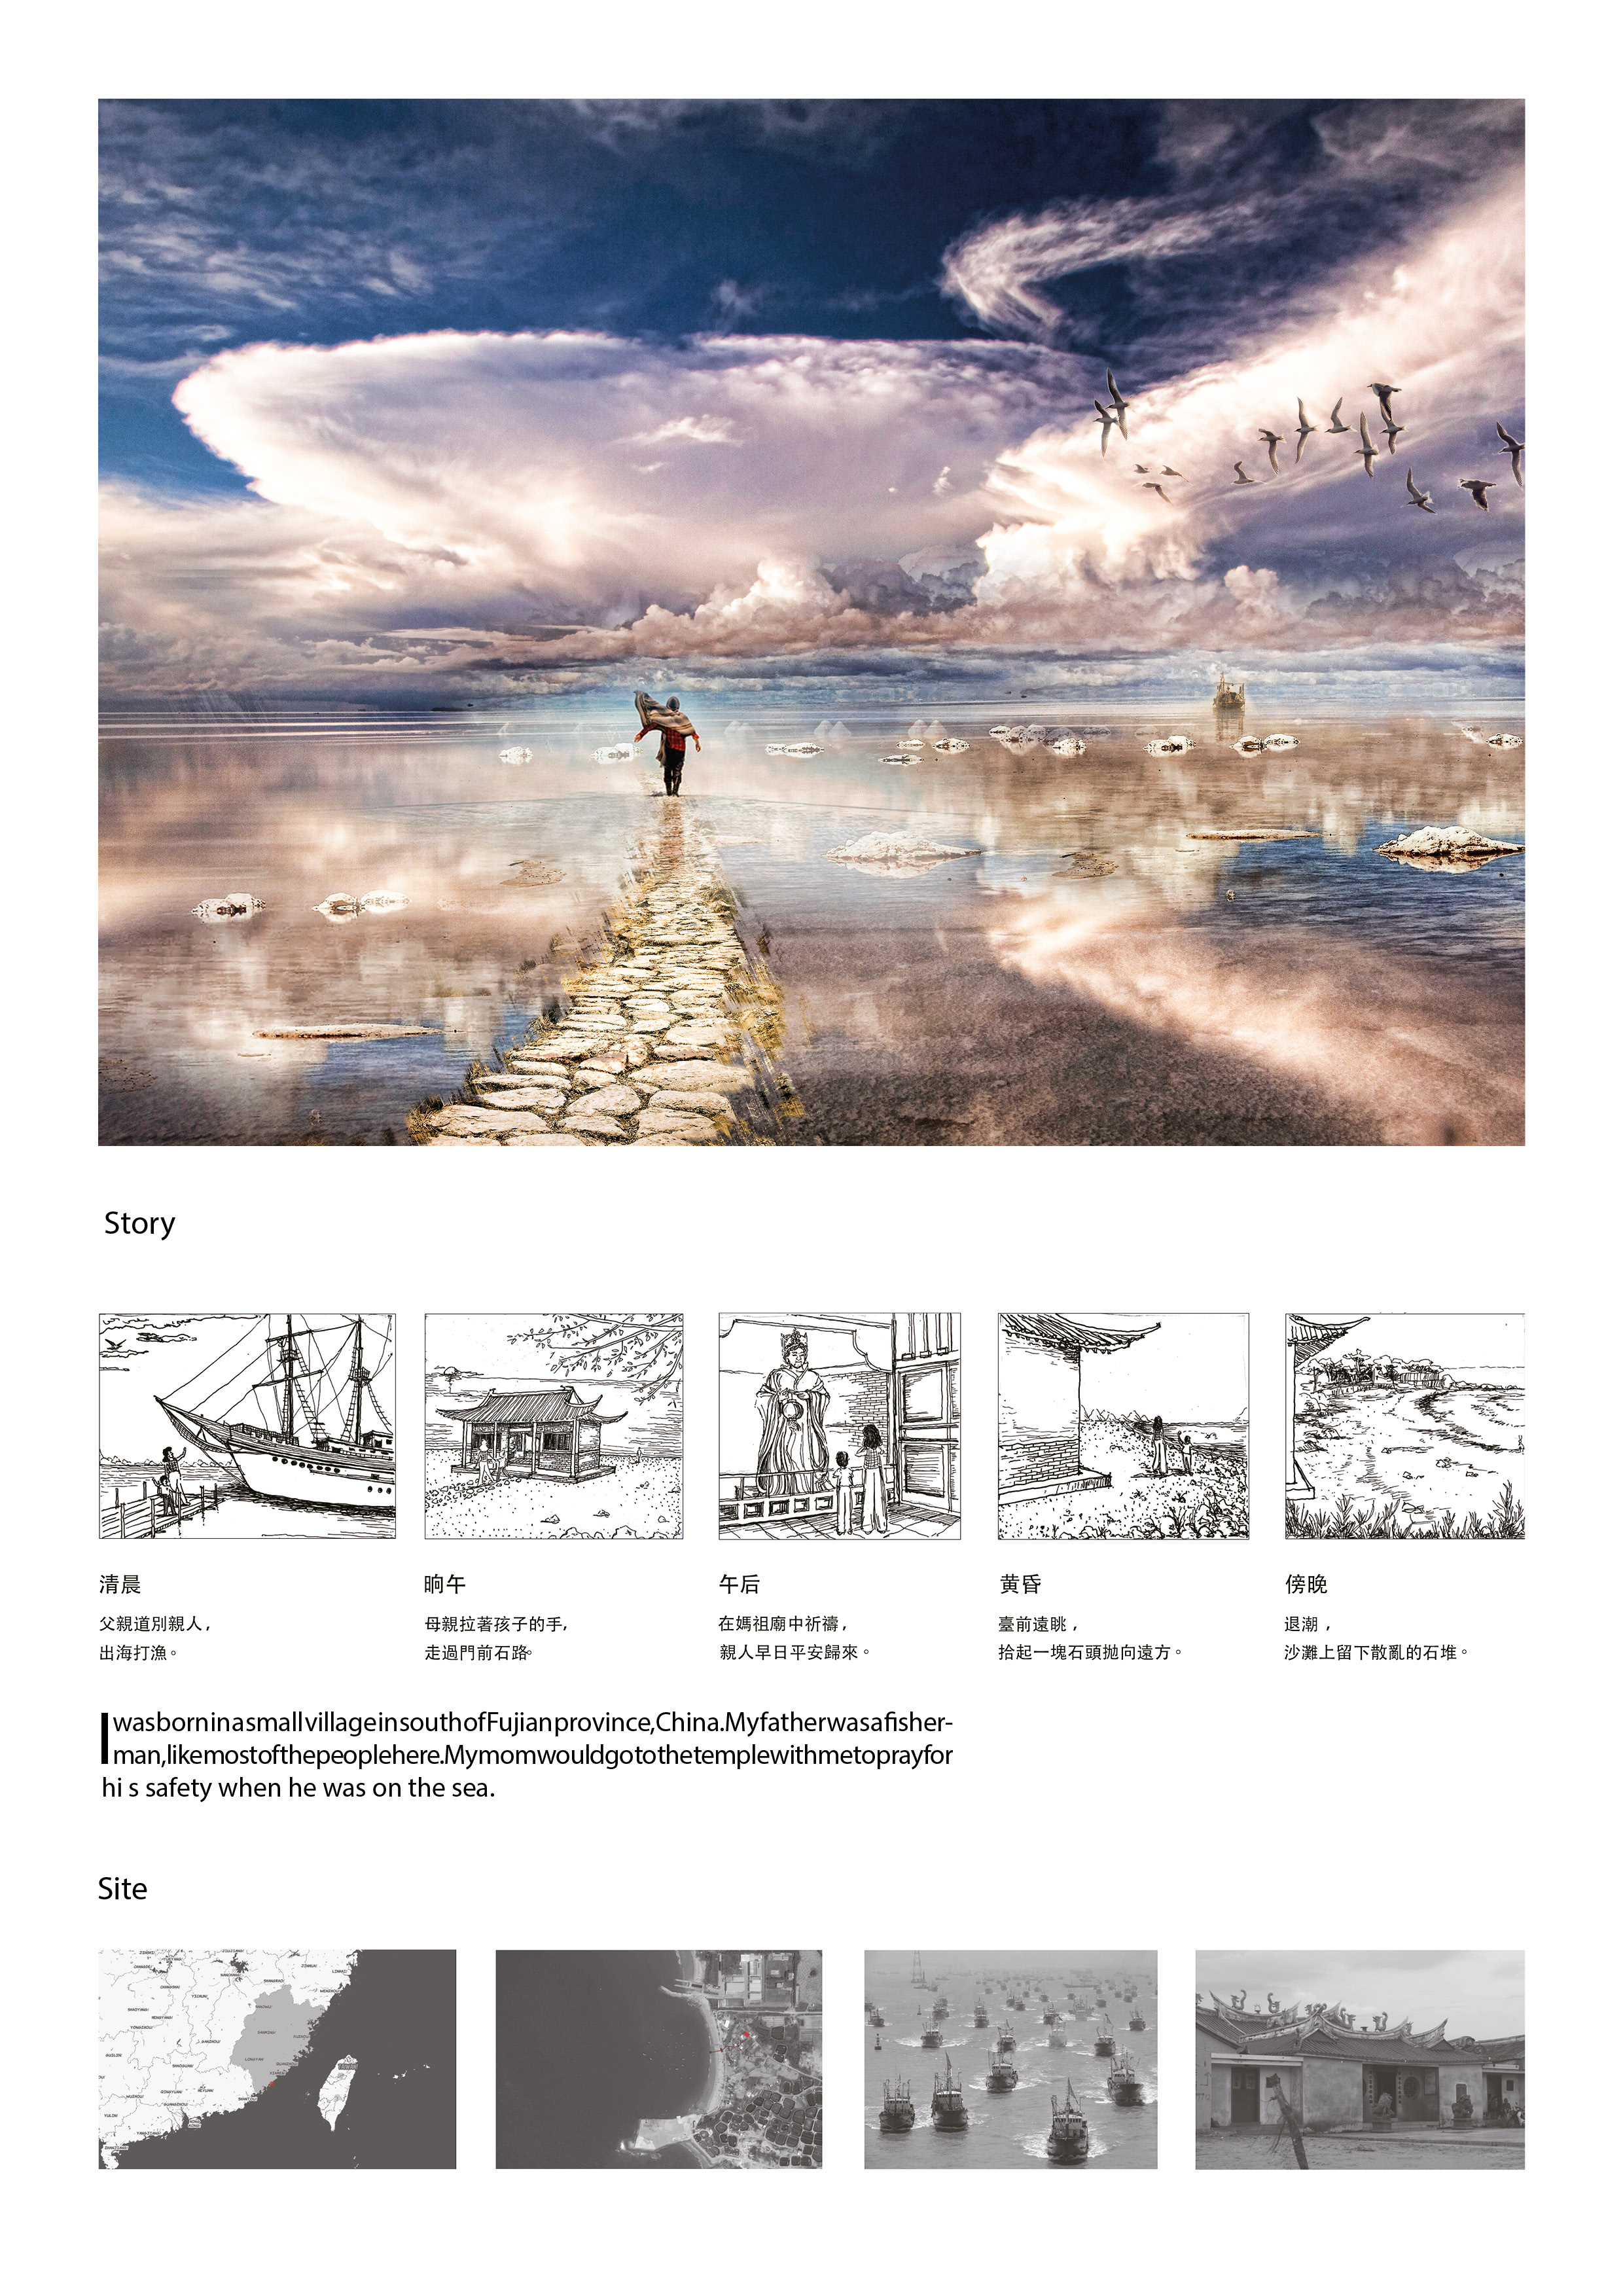 Story
清晨
父親道別親人，
出海打漁。
晌午
母親拉著孩子的手,
走過門前石路。
午后
在媽祖廟中祈禱，
親人早日平安歸來。
黄昏
臺前遠眺，
拾起一塊石頭抛向遠方。
傍晚
退潮，
沙灘上留下散亂的石堆。
I wasborninasmallvillageinsouthofFujianprovince,China.Myfatherwasafisher-
man,likemostofthepeoplehere.Mymomwouldgotothetemplewithmetoprayfor
hi s safety when he was on the sea.
Site